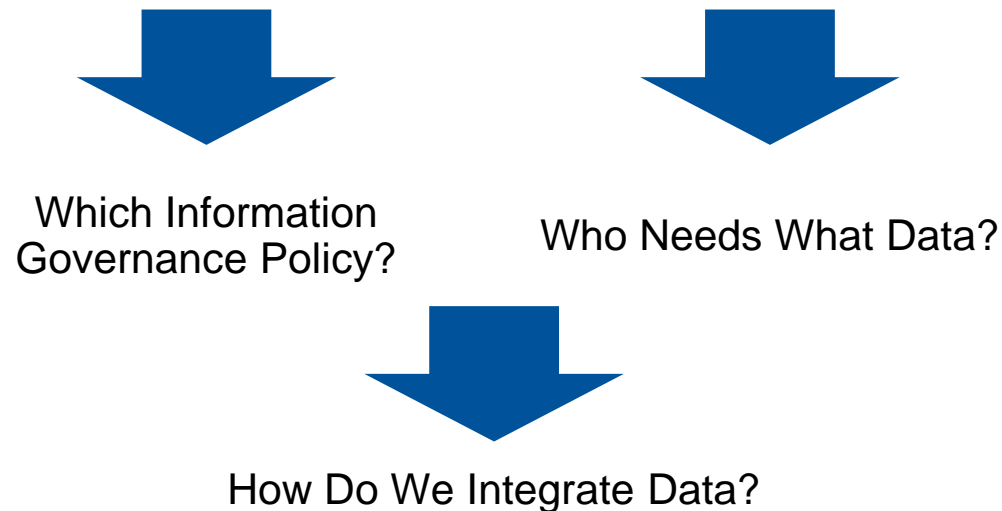 Which Information
Governance Policy?
Who Needs What Data?
How Do We Integrate Data?